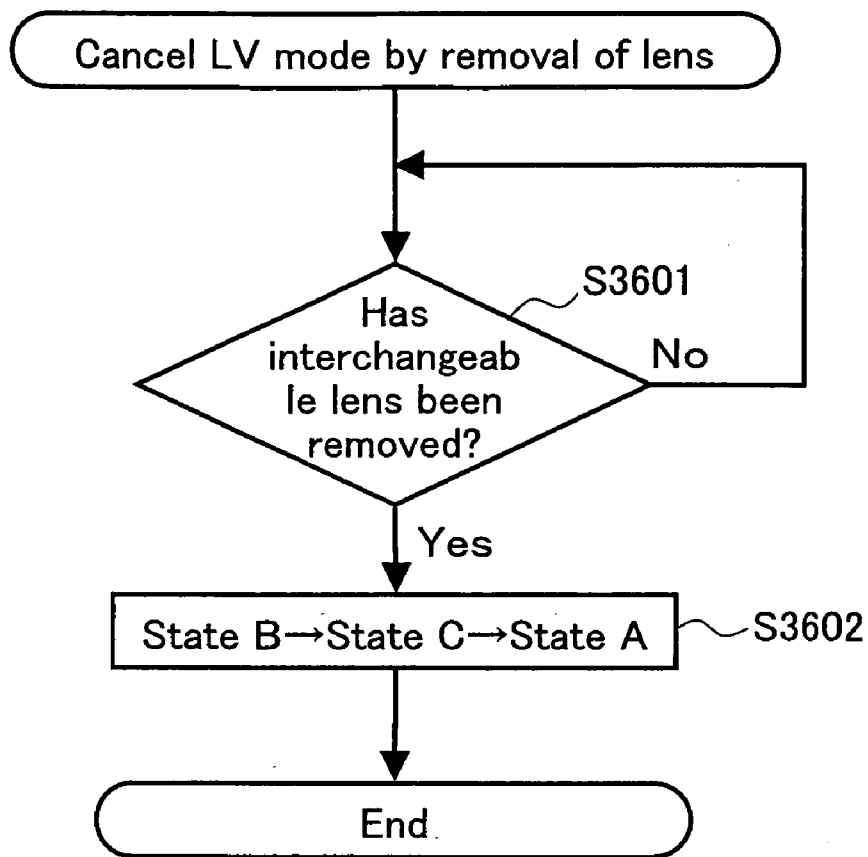 Cancel LV mode by removal of lens
S3601
Has
interchangeab
le lens been
removed?
No
Yes
State B→State C→State A
S3602
End